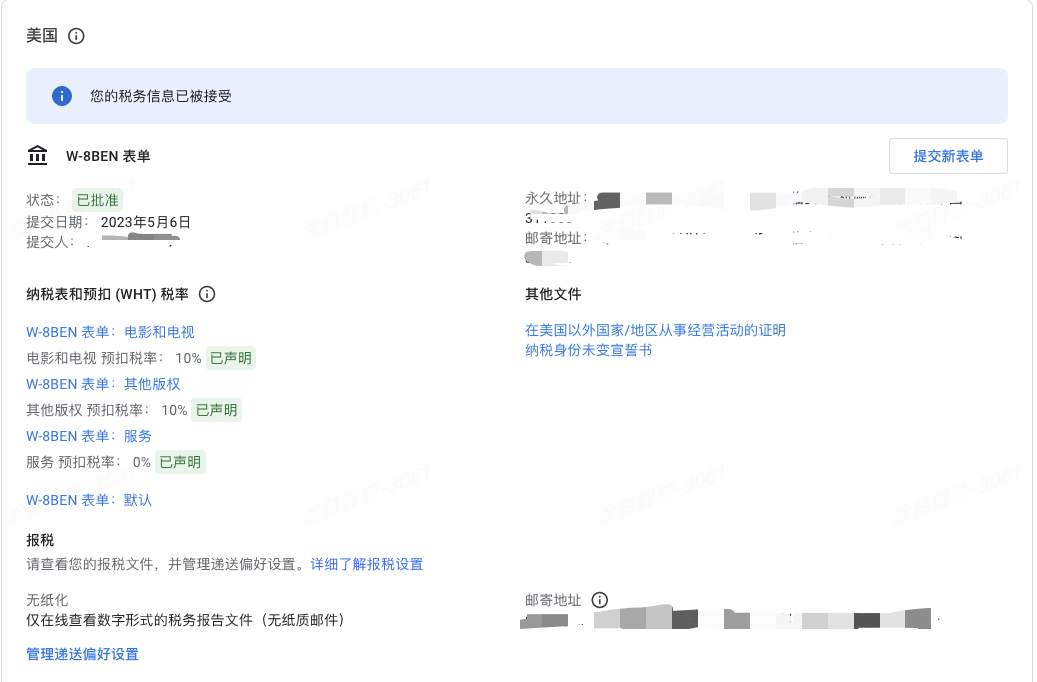 美国
您的税务信息已被接受
W-8BEN 表单
提交新表单
状态： 已批准
提交日期： 2023年5月6日
提交人：
永久地址：
邮寄地址：
纳税表和预扣 (WHT) 税率
W-8BEN 表单：电影和电视
电影和电视 预扣税率： 10% 已声明
W-8BEN 表单：其他版权
其他版权 预扣税率： 10% 已声明
W-8BEN 表单：服务
服务 预扣税率： 0% 已声明
W-8BEN 表单：默认
其他文件
在美国以外国家/地区从事经营活动的证明
纳税身份未变宣誓书
报税
请查看您的报税文件，并管理递送偏好设置。详细了解报税设置
无纸化
仅在线查看数字形式的税务报告文件（无纸质邮件）
管理递送偏好设置
邮寄地址